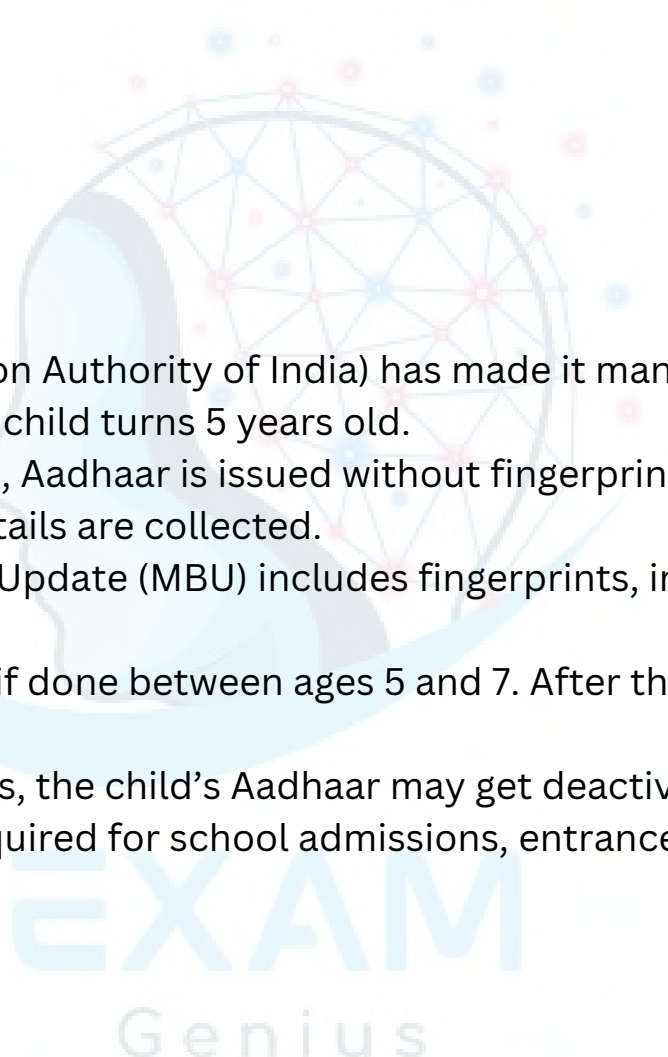 on Authority of India) has made it man
child turns 5 years old.
, Aadhaar is issued without fingerprin
tails are collected.
Update (MBU) includes fingerprints, ir
if done between ages 5 and 7. After th
s, the child’s Aadhaar may get deactiv
quired for school admissions, entrance
EXAM
Genius